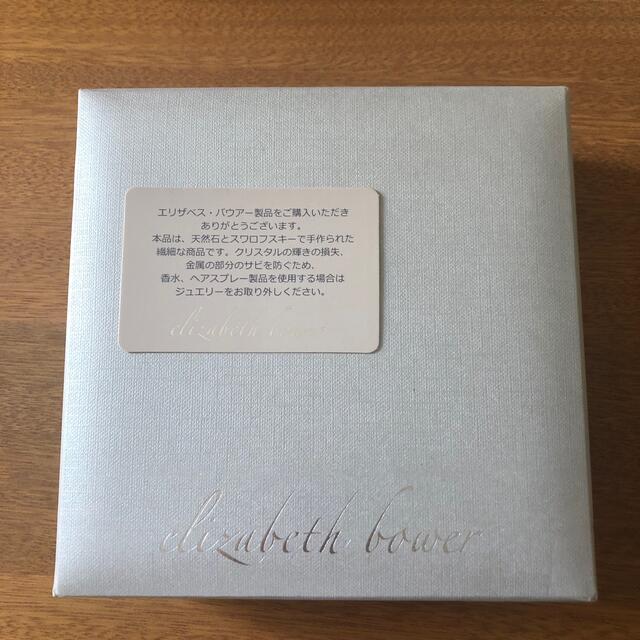 エリザベス・バウアー製品をご購入いただき
ありがとうございます。
本品は、天然石とスワロフスキーで手作られた
繊細な商品です。クリスタルの輝きの損失、
金属の部分のサビを防ぐため、
香水、ヘアスプレー製品を使用する場合は
ジュエリーをお取り外しください。
elizabeth bower
elizabeth bower